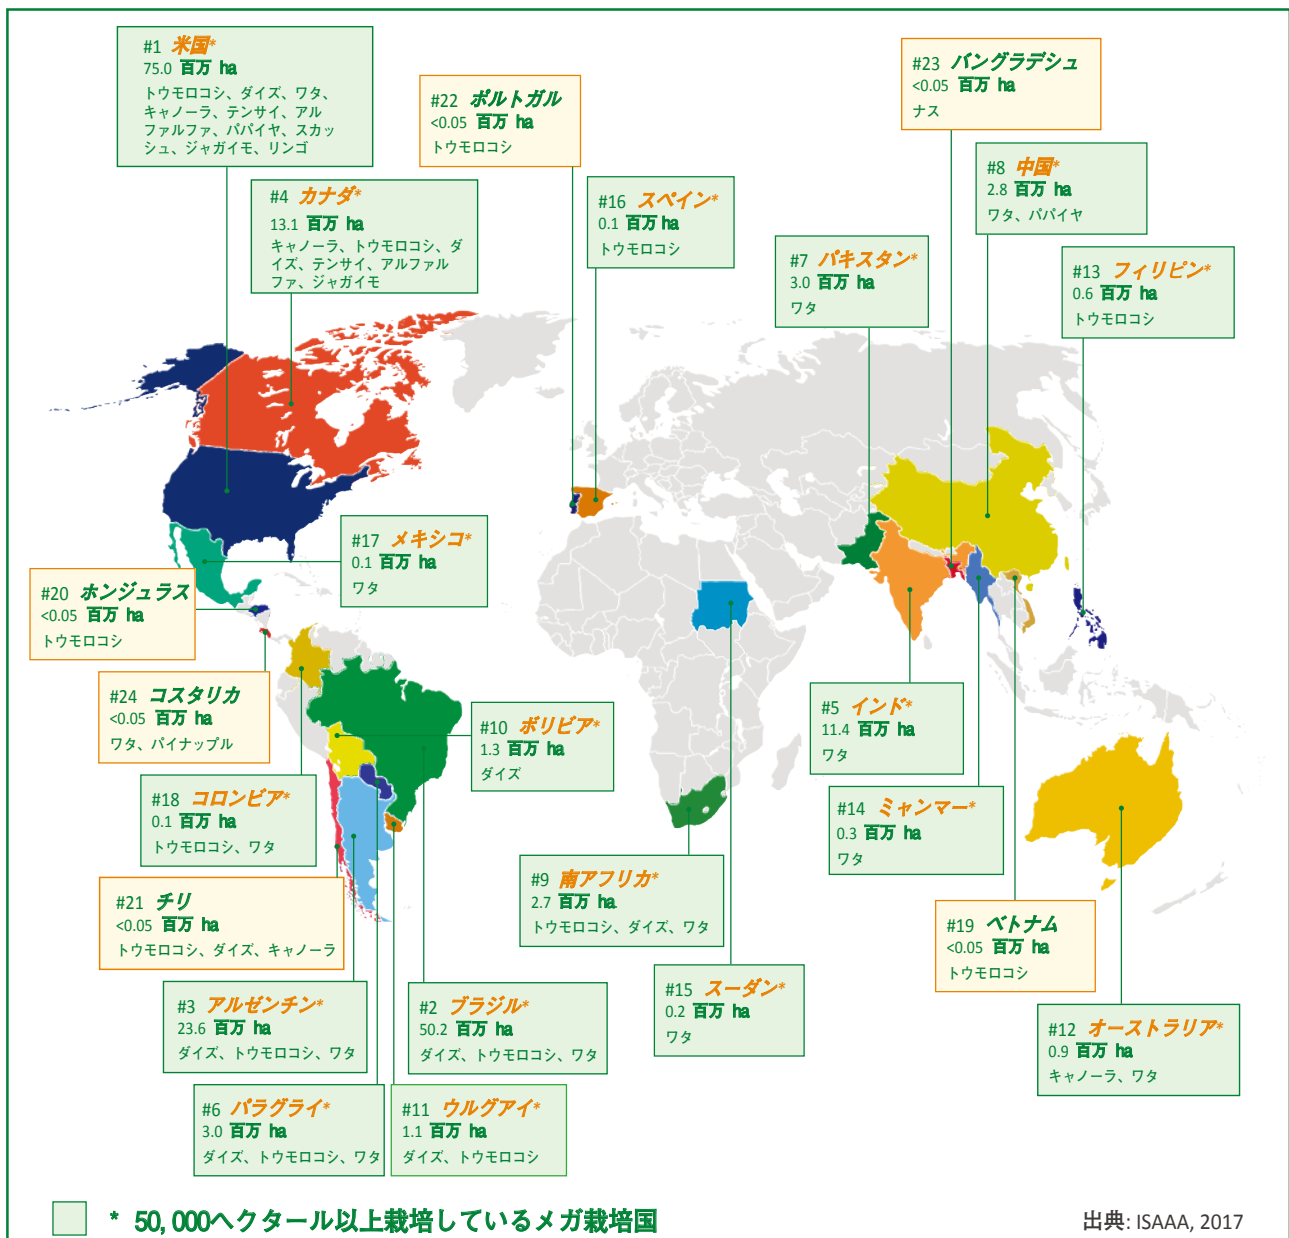 #1 米国*
75.0 百万 ha
トウモロコシ、ダイズ、ワタ、
キャノーラ、テンサイ、アル
ファルファ、パパイヤ、スカッ
シュ、ジャガイモ、リンゴ
#22 ポルトガル
<0.05 百万 ha
トウモロコシ
#23 バングラデシュ
<0.05 百万 ha
ナス
#4 カナダ*
13.1 百万 ha
キャノーラ、トウモロコシ、ダ
イズ、テンサイ、アルファル
ファ、ジャガイモ
#16 スペイン*
0.1 百万 ha
トウモロコシ
#8 中国*
2.8 百万 ha
ワタ、パパイヤ
#7 パキスタン*
3.0 百万 ha
ワタ
#13 フィリピン*
0.6 百万 ha
トウモロコシ
#17 メキシコ*
0.1 百万 ha
ワタ
#20 ホンジュラス
<0.05 百万 ha
トウモロコシ
#24 コスタリカ
<0.05 百万 ha
ワタ、パイナップル
#10 ボリビア*
1.3 百万 ha
ダイズ
#5 インド*
11.4 百万 ha
ワタ
#18 コロンビア*
0.1 百万 ha
トウモロコシ、ワタ
#14 ミャンマー*
0.3 百万 ha
ワタ
#21 チリ
<0.05 百万 ha
トウモロコシ、ダイズ、キャノーラ
#9 南アフリカ*
2.7 百万 ha
トウモロコシ、ダイズ、ワタ
#19 ベトナム
<0.05 百万 ha
トウモロコシ
#3 アルゼンチン*
23.6 百万 ha
ダイズ、トウモロコシ、ワタ
#2 ブラジル*
50.2 百万 ha
ダイズ、トウモロコシ、ワタ
#15 スーダン*
0.2 百万 ha
ワタ
#12 オーストラリア*
0.9 百万 ha
キャノーラ、ワタ
#6 パラグライ*
3.0 百万 ha
ダイズ、トウモロコシ、ワタ
#11 ウルグアイ*
1.1 百万 ha
ダイズ、トウモロコシ
* 50,000ヘクタール以上栽培しているメガ栽培国
出典: ISAAA, 2017